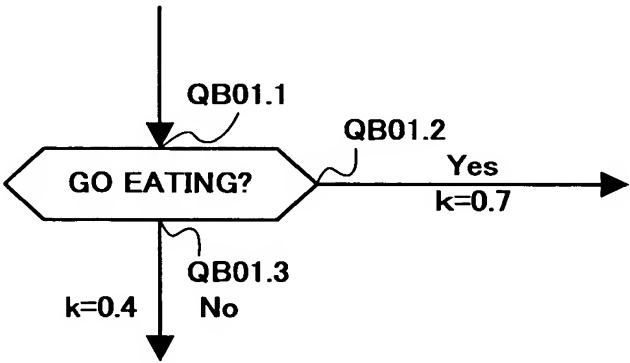 QB01.1
QB01.2
GO EATING?
Yes
k=0.7
QB01.3
k=0.4 No